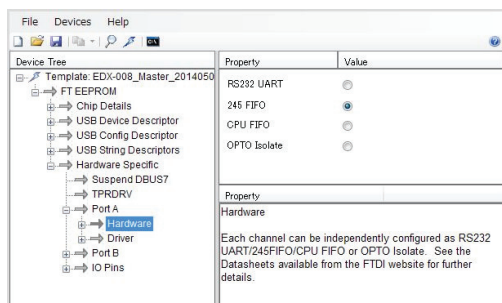 File Devices Help
Device Tree
Template: EDX-008_Master_2014050
FT EEPROM
Chip Details
USB Device Descriptor
USB Config Descriptor
USB String Descriptors
Hardware Specific
Suspend DBUS7
TPRDRV
Port A
Hardware
Driver
Port B
IO Pins
Property Value
RS232 UART
245 FIFO
CPU FIFO
OPTO Isolate
Property
Hardware
Each channel can be independently configured as RS232
UART/245FIFO/CPU FIFO or OPTO Isolate. See the
Datasheets available from the FTDI website for further
details.